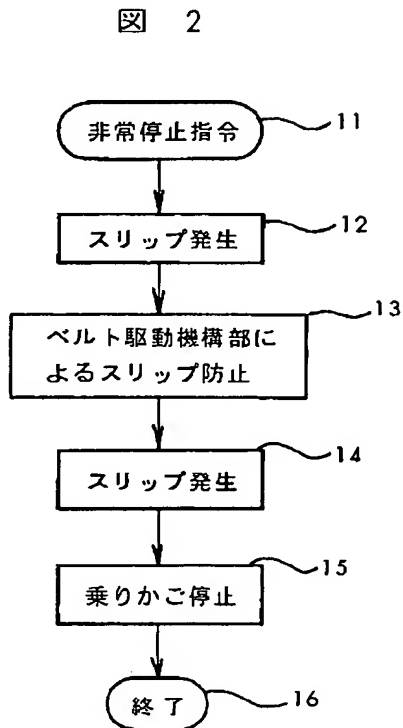 図 2
非常停止指令
11
スリップ発生
12
ベルト駆動機構部に
よるスリップ防止
13
スリップ発生
14
乗りかご停止
15
終了
16